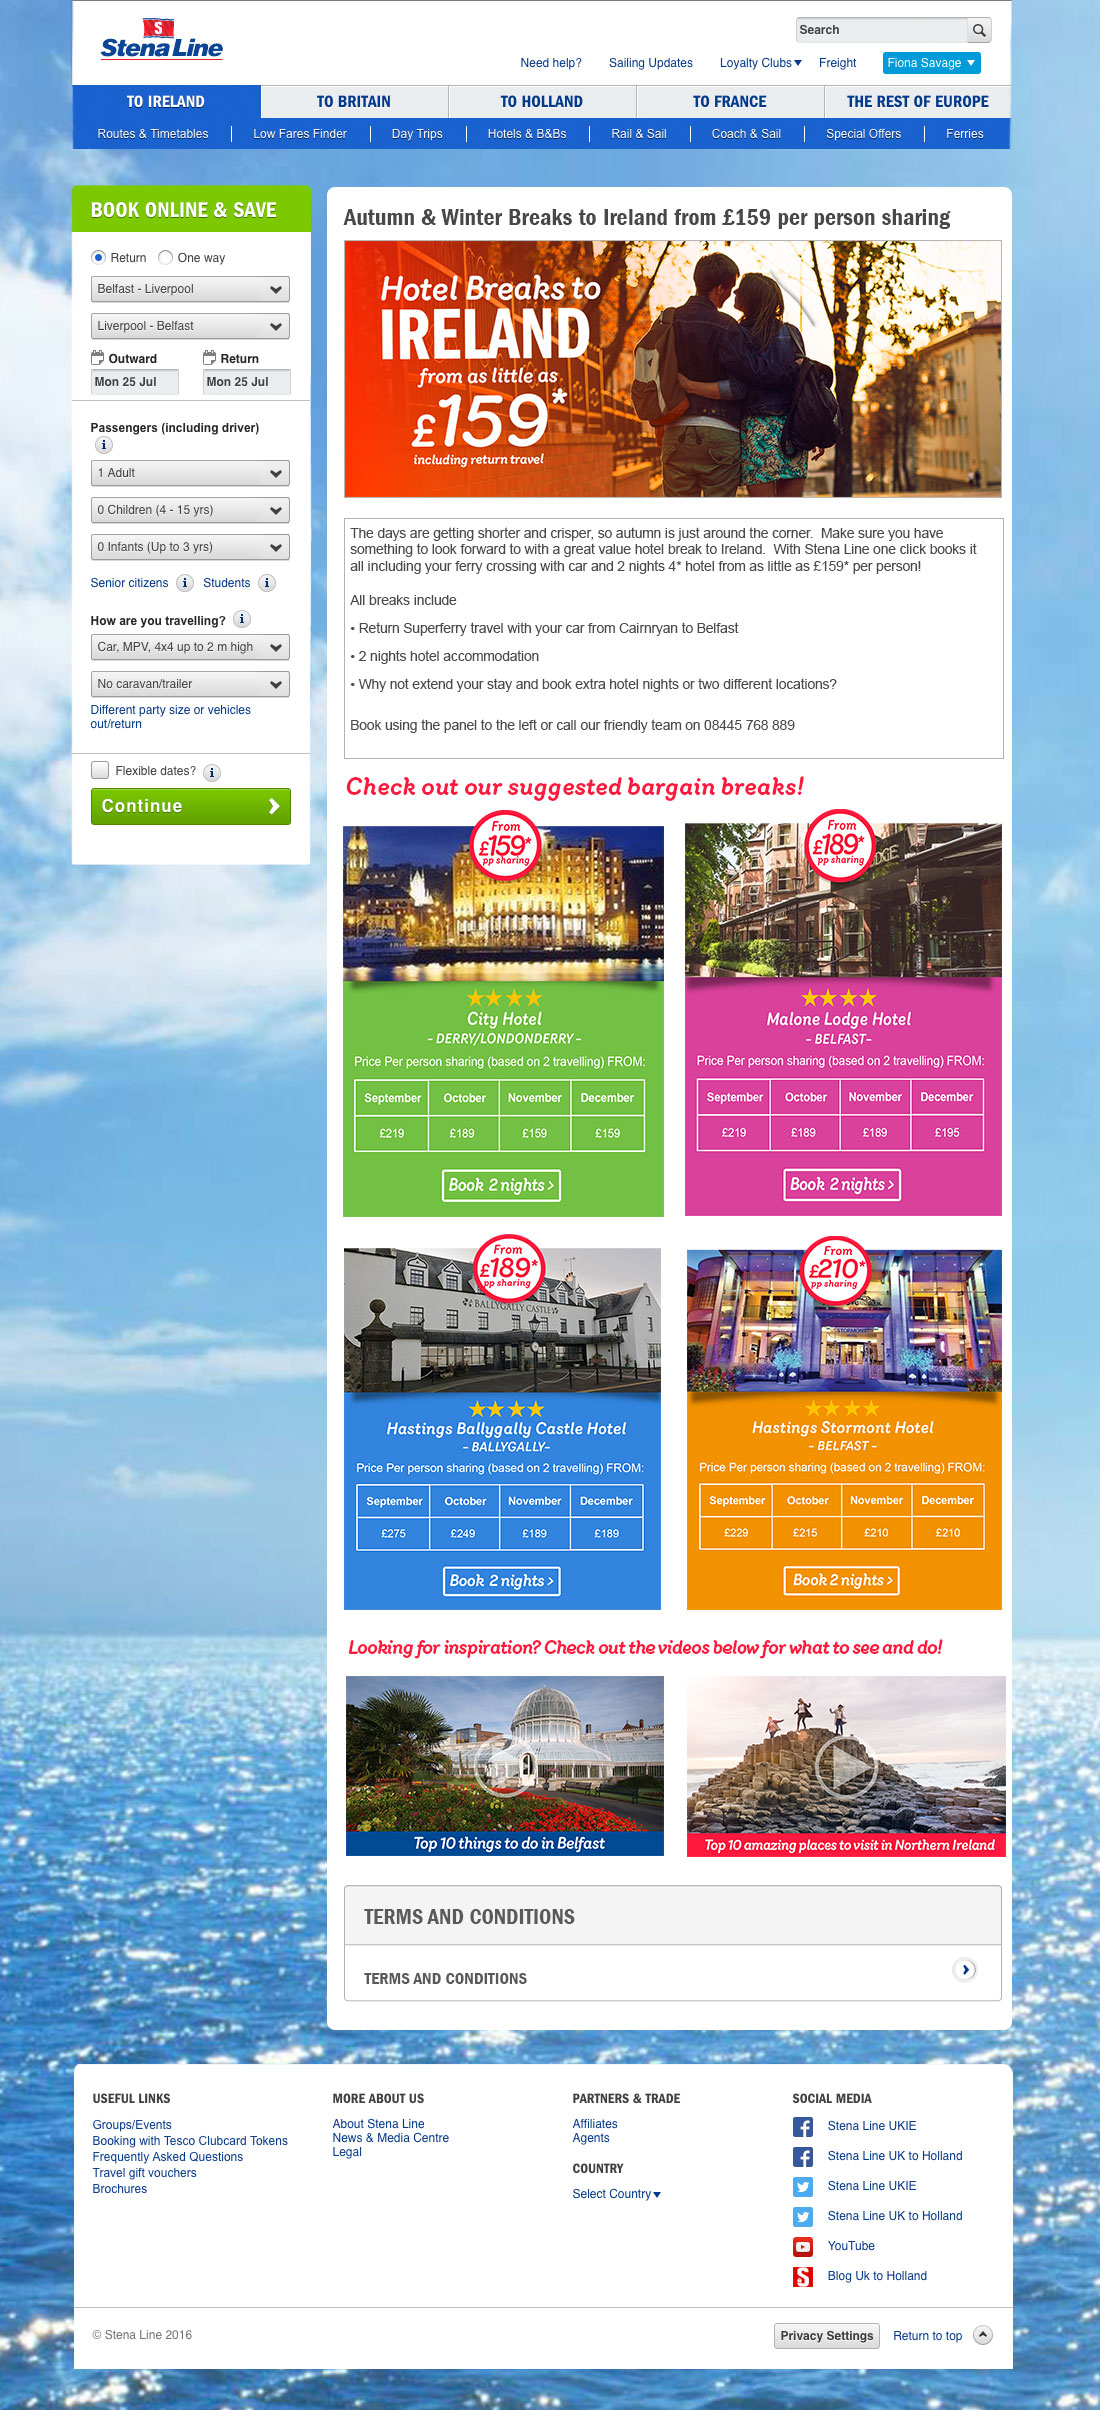 S
Stena Line
Search
Need help?
Sailing Updates
Loyalty Clubs
Freight
Fiona Savage
TO IRELAND
TO BRITAIN
TO HOLLAND
TO FRANCE
THE REST OF EUROPE
Routes & Timetables
Low Fares Finder
Day Trips
Hotels & B&Bs
Rail & Sail
Coach & Sail
Special Offers
Ferries
BOOK ONLINE & SAVE
Return
One way
Belfast - Liverpool
Liverpool - Belfast
Outward
Return
Mon 25 Jul
Mon 25 Jul
Passengers (including driver)
i
1 Adult
0 Children (4 - 15 yrs)
0 Infants (Up to 3 yrs)
Senior citizens i Students i
How are you travelling? i
Car, MPV, 4x4 up to 2 m high
No caravan/trailer
Different party size or vehicles
out/return
Flexible dates? i
Continue
Autumn & Winter Breaks to Ireland from £159 per person sharing
Hotel Breaks to
IRELAND
from as little as
£159*
including return travel
The days are getting shorter and crisper, so autumn is just around the corner.  Make sure you have
something to look forward to with a great value hotel break to Ireland.  With Stena Line one click books it
all including your ferry crossing with car and 2 nights 4* hotel from as little as £159* per person!
All breaks include
• Return Superferry travel with your car from Cairnryan to Belfast
• 2 nights hotel accommodation
• Why not extend your stay and book extra hotel nights or two different locations?
Book using the panel to the left or call our friendly team on 08445 768 889
Check out our suggested bargain breaks!
From
£159*
pp sharing
City Hotel
- DERRY/LONDONDERRY -
Price Per person sharing (based on 2 travelling) FROM:
September October November December
£219 £189 £159 £159
Book 2 nights >
From
£189*
pp sharing
Malone Lodge Hotel
- BELFAST-
Price Per person sharing (based on 2 travelling) FROM:
September October November December
£219 £189 £189 £195
Book 2 nights >
From
£189*
pp sharing
BALLYGALLY CASTLE
Hastings Ballygally Castle Hotel
- BALLYGALLY-
Price Per person sharing (based on 2 travelling) FROM:
September October November December
£275 £249 £189 £189
Book 2 nights >
From
£210*
pp sharing
STORMONT
Hastings Stormont Hotel
- BELFAST -
Price Per person sharing (based on 2 travelling) FROM:
September October November December
£229 £215 £210 £210
Book 2 nights >
Looking for inspiration? Check out the videos below for what to see and do!
Top 10 things to do in Belfast
Top 10 amazing places to visit in Northern Ireland
TERMS AND CONDITIONS
TERMS AND CONDITIONS
USEFUL LINKS
Groups/Events
Booking with Tesco Clubcard Tokens
Frequently Asked Questions
Travel gift vouchers
Brochures
MORE ABOUT US
About Stena Line
News & Media Centre
Legal
PARTNERS & TRADE
Affiliates
Agents
COUNTRY
Select Country
SOCIAL MEDIA
Stena Line UKIE
Stena Line UK to Holland
Stena Line UKIE
Stena Line UK to Holland
YouTube
S Blog Uk to Holland
© Stena Line 2016
Privacy Settings
Return to top